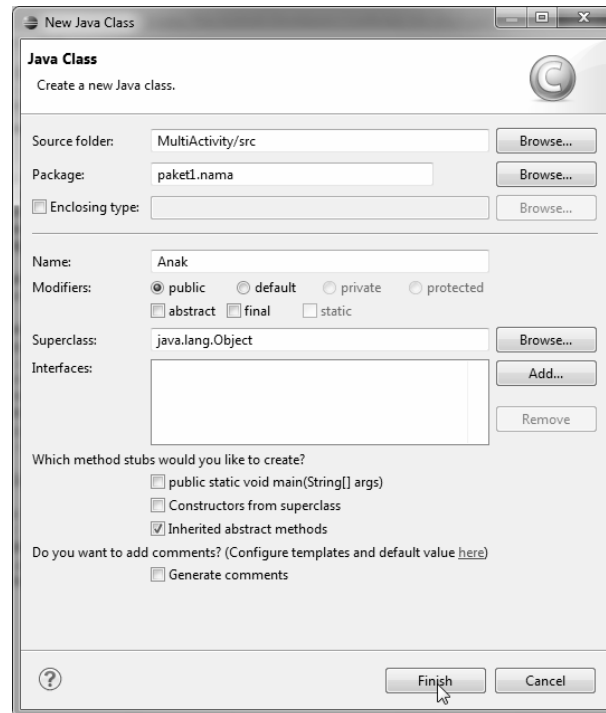 New Java Class
Java Class
Create a new Java class.
Source folder: MultiActivity/src Browse...
Package: paket1.nama Browse...
Enclosing type: Browse...
Name: Anak
Modifiers: public default private protected
abstract final static
Superclass: java.lang.Object Browse...
Interfaces: Add...
Remove
Which method stubs would you like to create?
public static void main(String[] args)
Constructors from superclass
Inherited abstract methods
Do you want to add comments? (Configure templates and default value here)
Generate comments
Finish Cancel